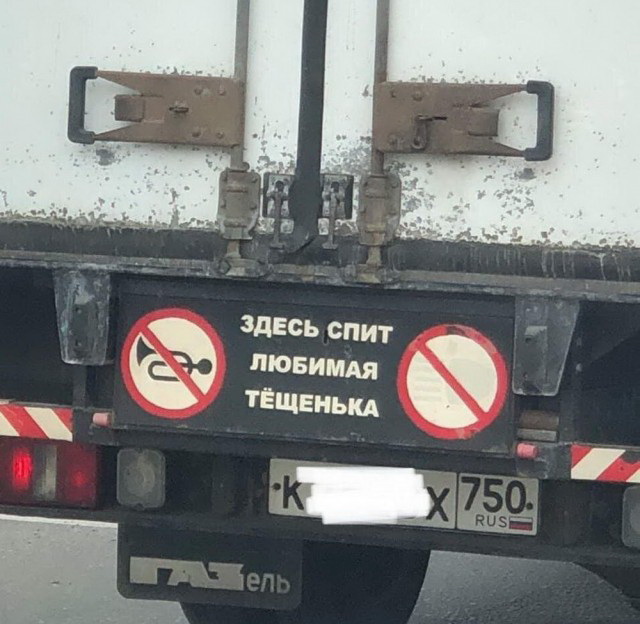 ЗДЕСЬ СПИТ
ЛЮБИМАЯ
ТЁЩЕНЬКА
К Х 750
RUS
ГАЗель